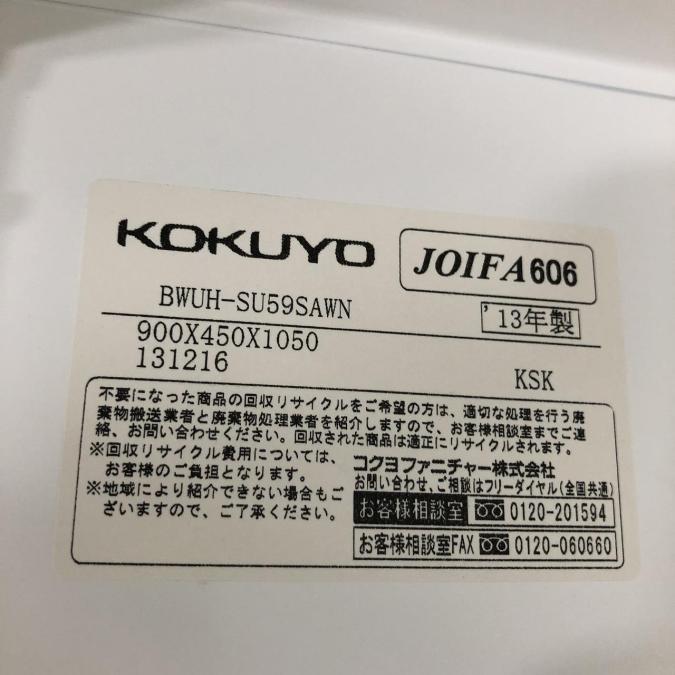 KOKUYO
JOIFA606
BWUH-SU59SAWN
'13年製
900X450X1050
131216
KSK
不要になった商品の回収リサイクルをご希望の方は、適切な処理を行う廃
棄物搬送業者と廃棄物処理業者を紹介しますので、お客様相談室までご連
絡、お問い合わせください。回収された商品は適正にリサイクルされます。
※回収リサイクル費用については、
お客様のご負担となります。
※地域により紹介できない場合もご
ざいますので、ご了承ください。
コクヨファニチャー株式会社
お問い合わせ、ご相談はフリーダイヤル(全国共通)
お客様相談室 0120-201594
お客様相談室FAX 0120-060660